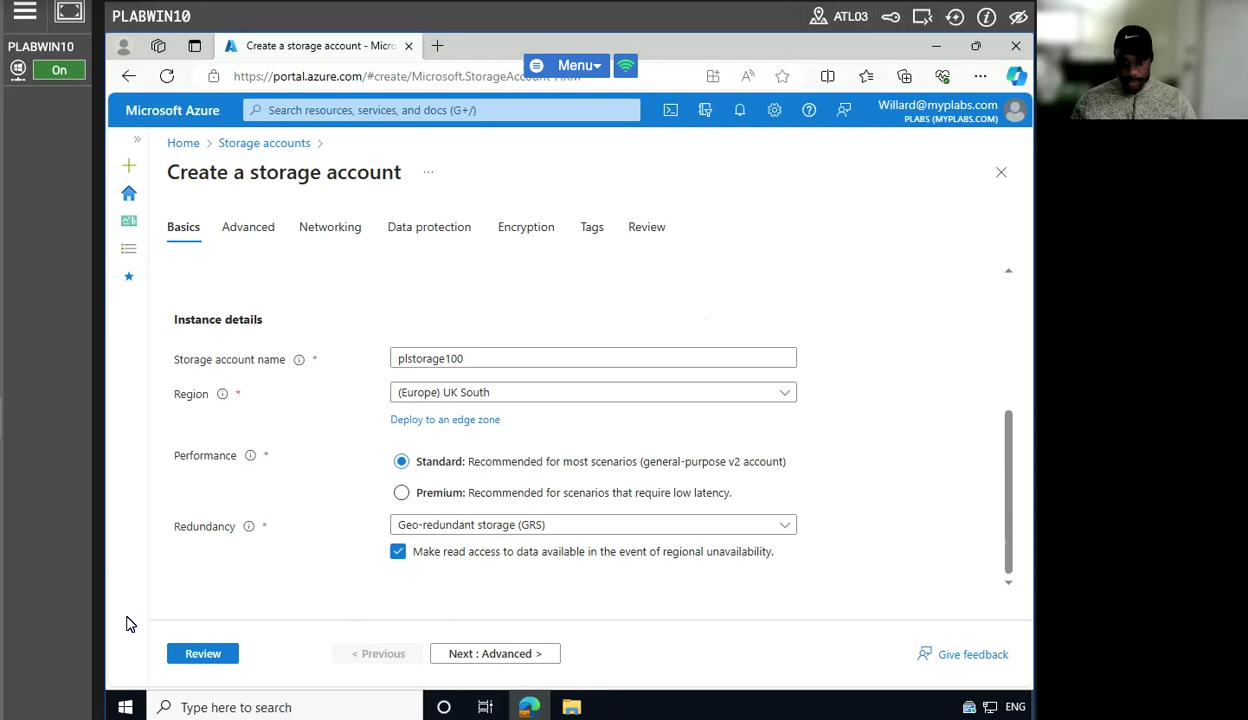 PLABWIN10
ATL03
PLABWIN10
On
Create a storage account - Micro
Menu
https://portal.azure.com/#create/Microsoft.StorageAccount-ARM
Microsoft Azure
Search resources, services, and docs (G+/)
Willard@myplabs.com
PLABS (MYPLABS.COM)
Home > Storage accounts >
Create a storage account ...
Basics Advanced Networking Data protection Encryption Tags Review
Instance details
Storage account name * plstorage100
Region * (Europe) UK South
Deploy to an edge zone
Performance * Standard: Recommended for most scenarios (general-purpose v2 account)
Premium: Recommended for scenarios that require low latency.
Redundancy * Geo-redundant storage (GRS)
Make read access to data available in the event of regional unavailability.
Review < Previous Next : Advanced > Give feedback
Type here to search
ENG